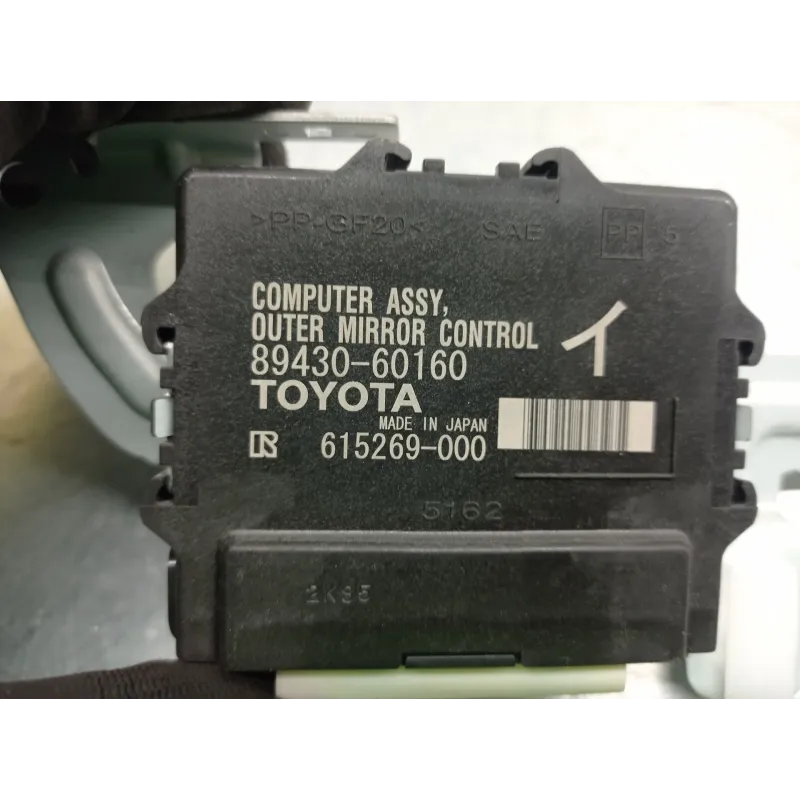 >PP-GF20< SAE PP 5
COMPUTER ASSY,
OUTER MIRROR CONTROL イ
89430-60160
TOYOTA
MADE IN JAPAN
615269-000
5162
2K95